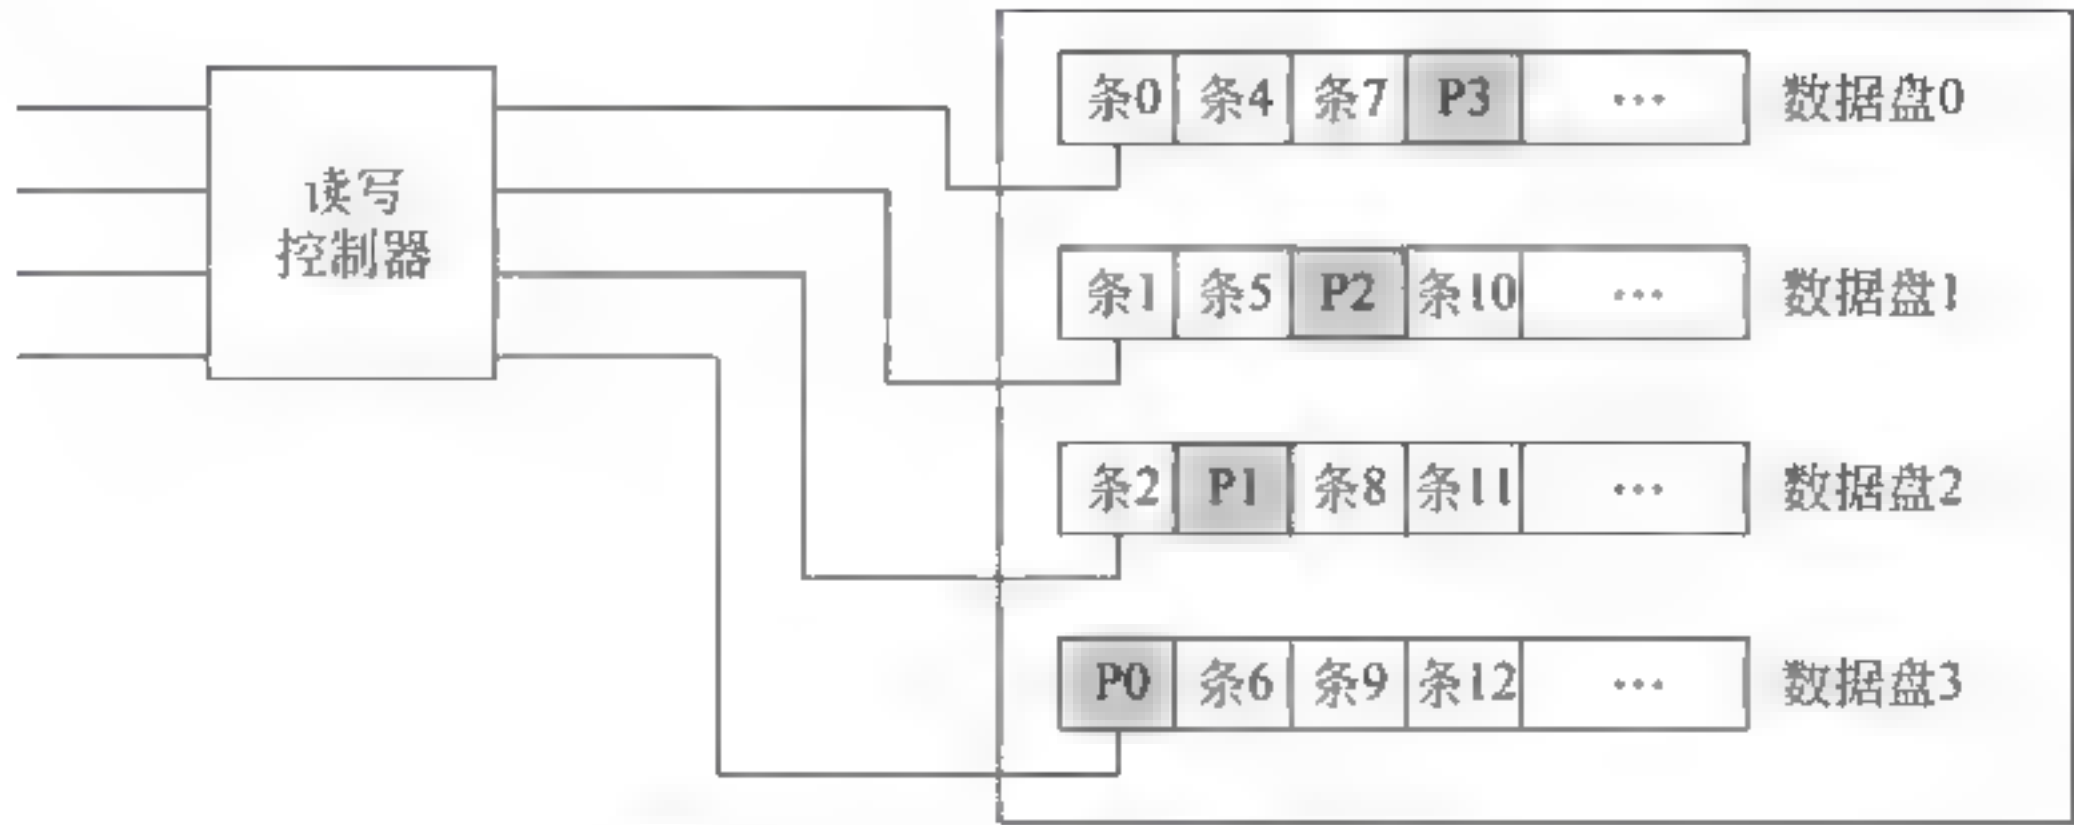 读写
控制器
条0 条4 条7 P3 … 数据盘0
条1 条5 P2 条10 … 数据盘1
条2 P1 条8 条11 … 数据盘2
P0 条6 条9 条12 … 数据盘3